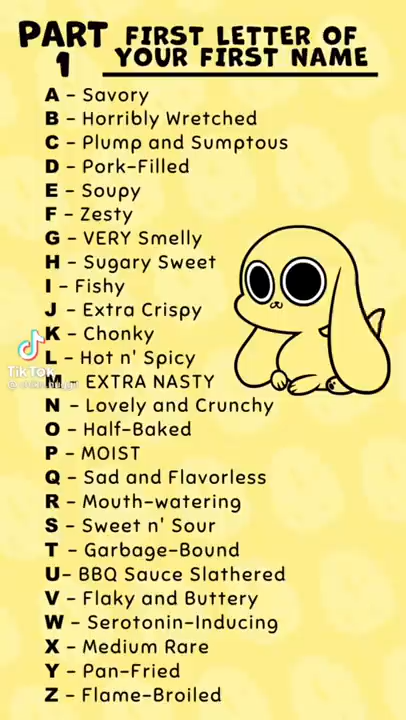 PART 1
FIRST LETTER OF
YOUR FIRST NAME
A - Savory
B - Horribly Wretched
C - Plump and Sumptous
D - Pork-Filled
E - Soupy
F - Zesty
G - VERY Smelly
H - Sugary Sweet
I - Fishy
J - Extra Crispy
K - Chonky
L - Hot n' Spicy
M - EXTRA NASTY
N - Lovely and Crunchy
O - Half-Baked
P - MOIST
Q - Sad and Flavorless
R - Mouth-watering
S - Sweet n' Sour
T - Garbage-Bound
U- BBQ Sauce Slathered
V - Flaky and Buttery
W - Serotonin-Inducing
X - Medium Rare
Y - Pan-Fried
Z - Flame-Broiled
TikTok